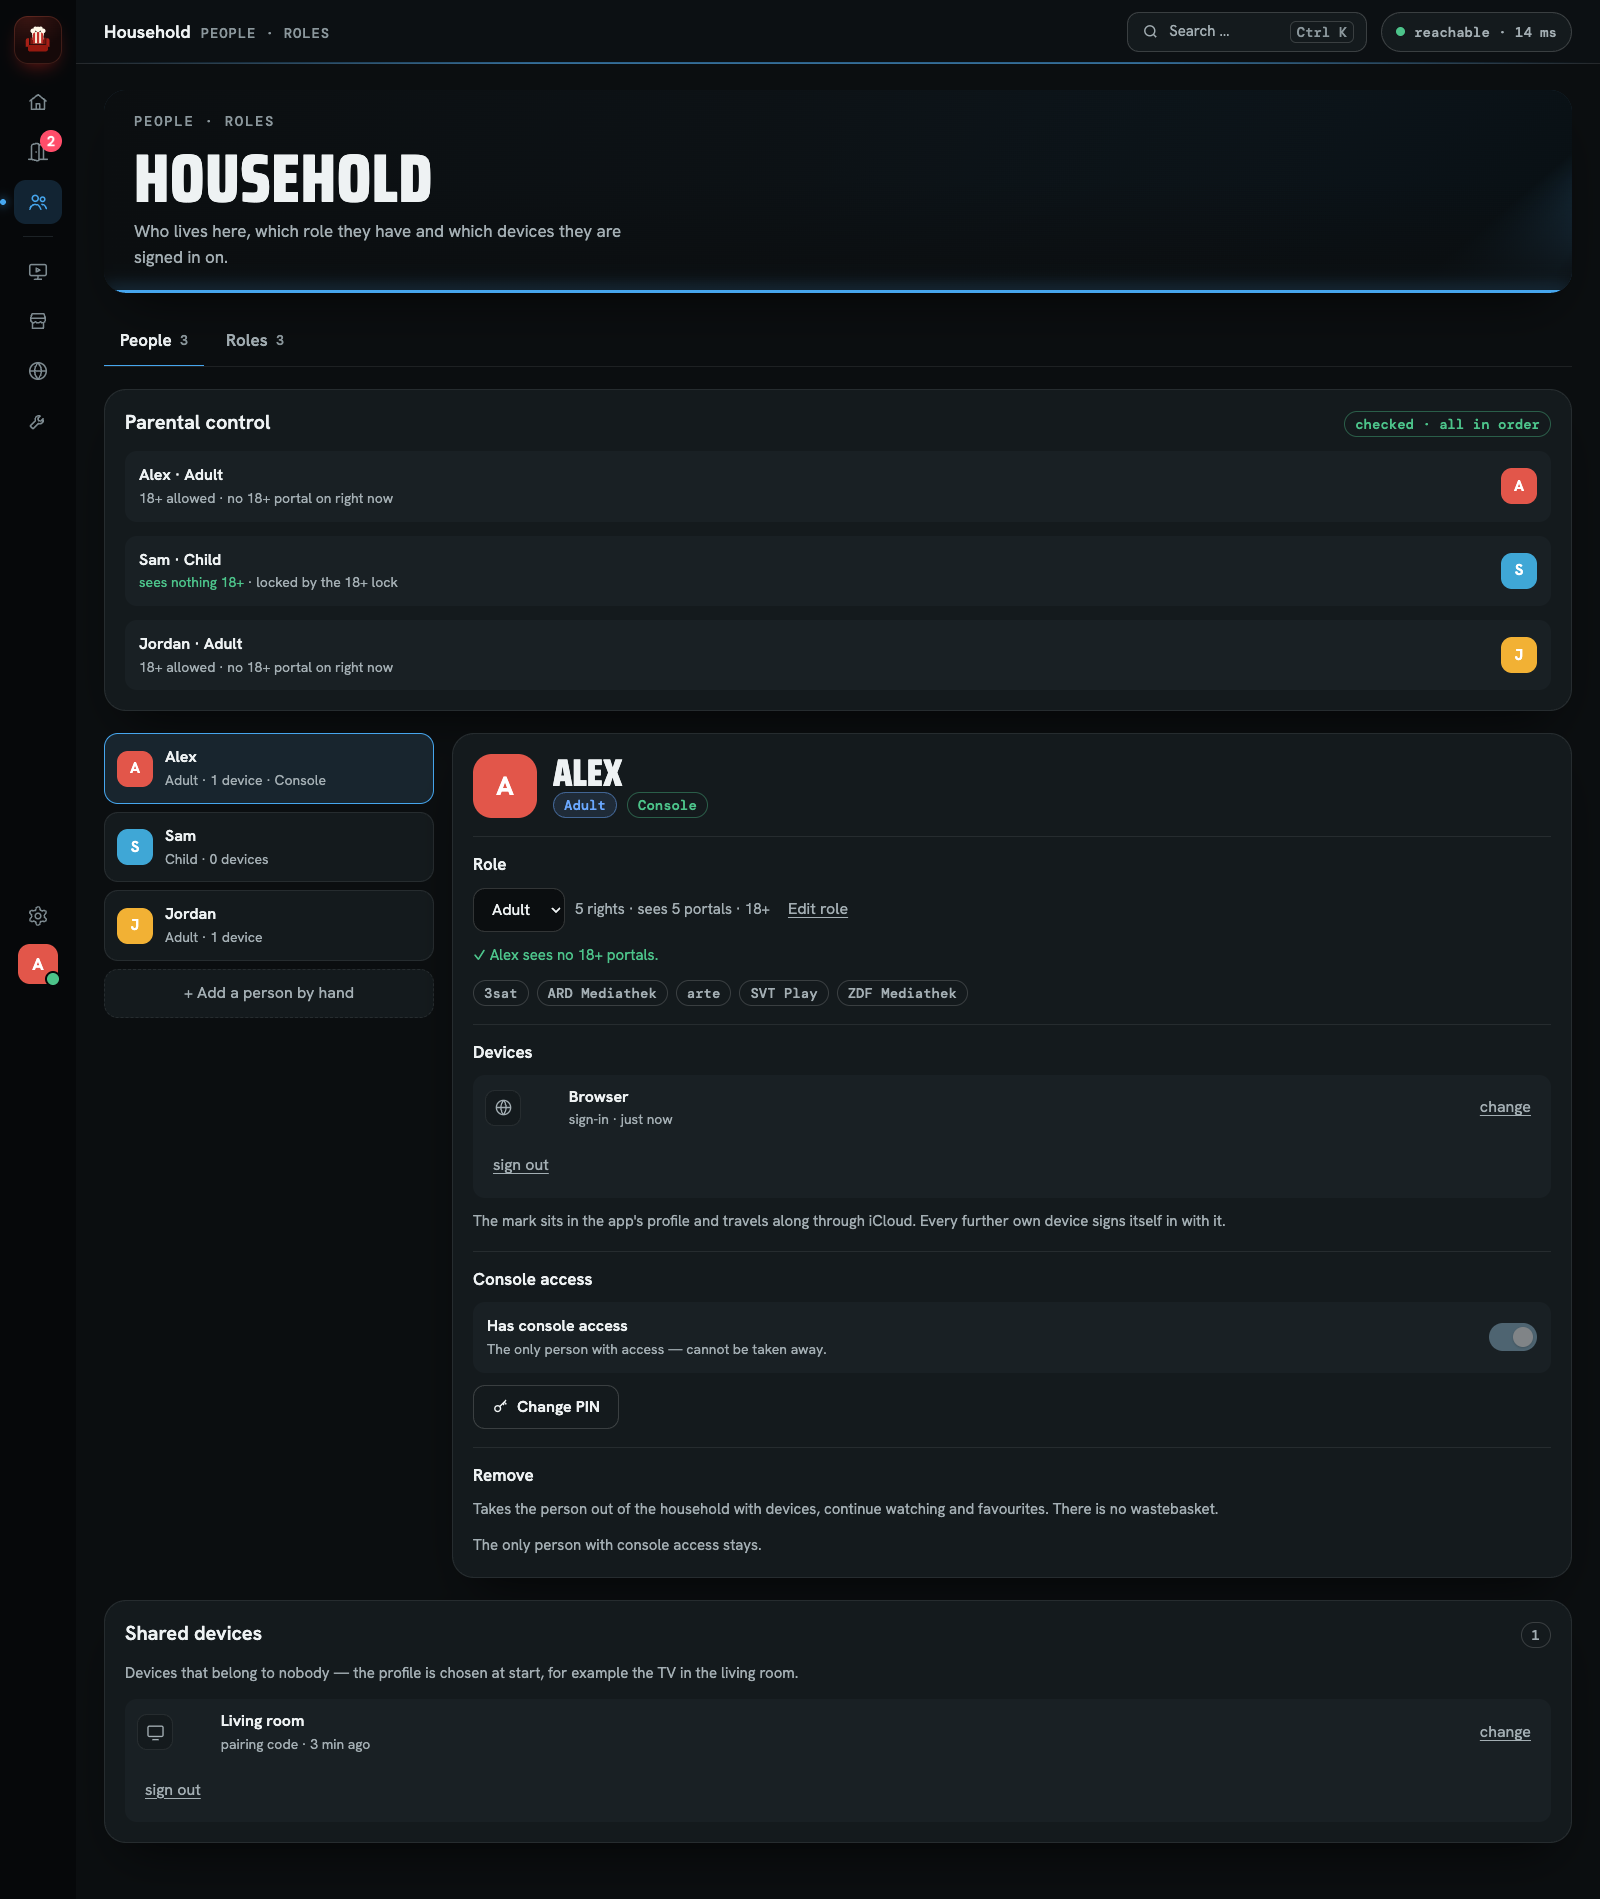 Household PEOPLE · ROLES
Search ... Ctrl K
reachable · 14 ms
2
PEOPLE · ROLES
HOUSEHOLD
Who lives here, which role they have and which devices they are
signed in on.
People 3
Roles 3
Parental control
checked · all in order
Alex · Adult
18+ allowed · no 18+ portal on right now
A
Sam · Child
sees nothing 18+ · locked by the 18+ lock
S
Jordan · Adult
18+ allowed · no 18+ portal on right now
J
A
Alex
Adult · 1 device · Console
S
Sam
Child · 0 devices
J
Jordan
Adult · 1 device
+ Add a person by hand
A
A
ALEX
Adult
Console
Role
Adult
5 rights · sees 5 portals · 18+
Edit role
✓ Alex sees no 18+ portals.
3sat
ARD Mediathek
arte
SVT Play
ZDF Mediathek
Devices
Browser
sign-in · just now
change
sign out
The mark sits in the app's profile and travels along through iCloud. Every further own device signs itself in with it.
Console access
Has console access
The only person with access — cannot be taken away.
Change PIN
Remove
Takes the person out of the household with devices, continue watching and favourites. There is no wastebasket.
The only person with console access stays.
Shared devices
1
Devices that belong to nobody — the profile is chosen at start, for example the TV in the living room.
Living room
pairing code · 3 min ago
change
sign out